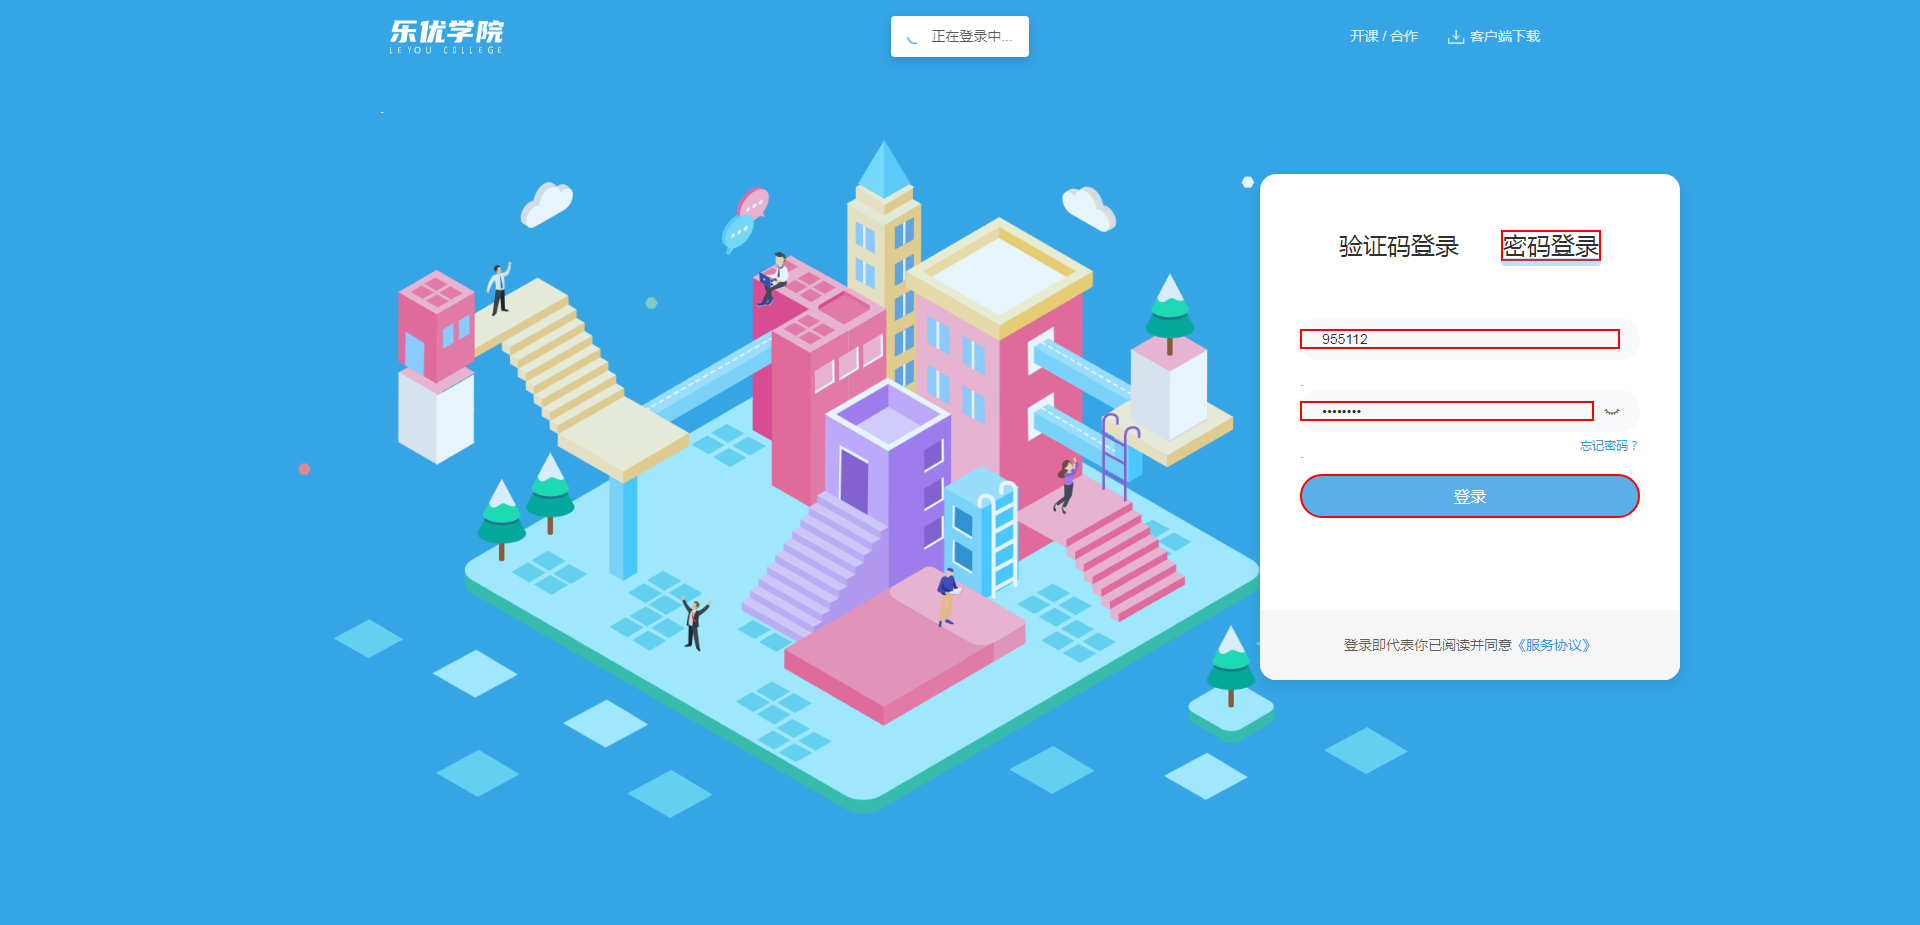 乐优学院
LEYOU COLLEGE
正在登录中...
开课 / 合作
客户端下载
验证码登录
密码登录
955112
••••••••
忘记密码？
登录
登录即代表你已阅读并同意《服务协议》